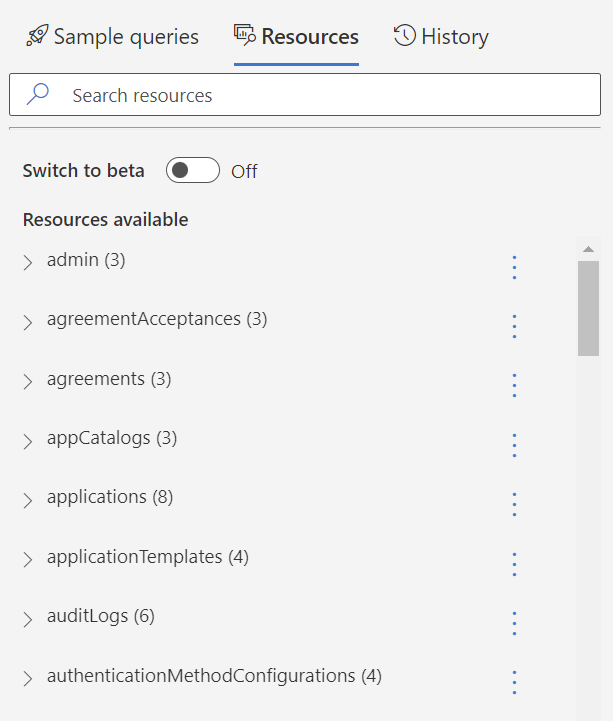 Sample queries Resources History
Search resources
Switch to beta Off
Resources available
admin (3)
agreementAcceptances (3)
agreements (3)
appCatalogs (3)
applications (8)
applicationTemplates (4)
auditLogs (6)
authenticationMethodConfigurations (4)